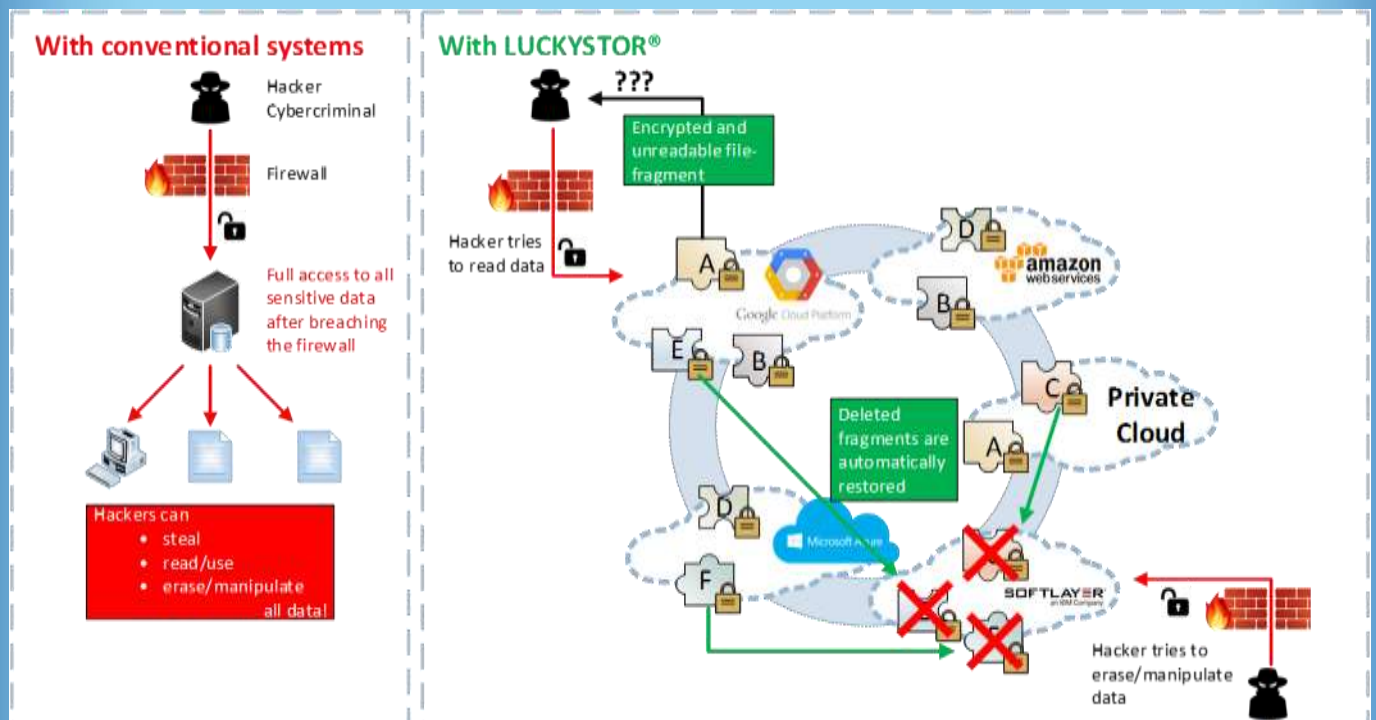 With conventional systems
Hacker
Cybercriminal
Firewall
Full access to all
sensitive data
after breaching
the firewall
Hackers can
• steal
• read/use
• erase/manipulate
all data!
With LUCKYSTOR®
???
Encrypted and
unreadable file-
fragment
Hacker tries
to read data
A
Google Cloud Platform
E
B
D
amazon
webservices
B
C
Private
Cloud
A
Deleted
fragments are
automatically
restored
D
Microsoft Azure
F
SOFTLAYER
an IBM Company
Hacker tries to
erase/manipulate
data